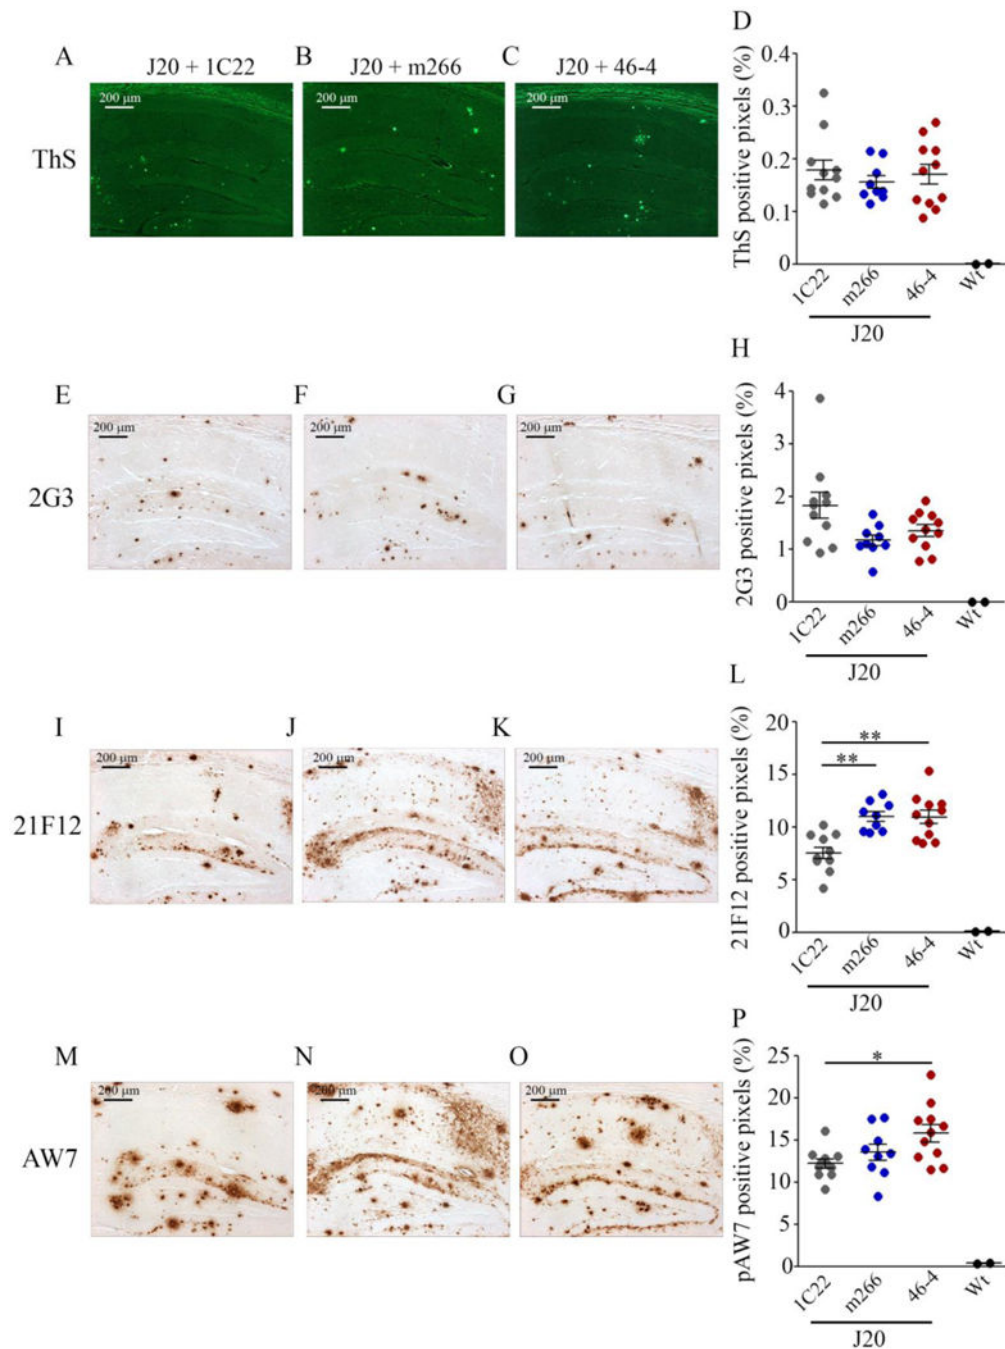 A
J20 + 1C22
B
J20 + m266
C
J20 + 46-4
D
200 µm
200 µm
200 µm
ThS
ThS positive pixels (%)
0.4
0.3
0.2
0.1
0
1C22
m266
46-4
Wt
J20
E
F
G
H
200 µm
200 µm
200 µm
2G3
2G3 positive pixels (%)
4
3
2
1
0
1C22
m266
46-4
Wt
J20
I
J
K
L
200 µm
200 µm
200 µm
21F12
21F12 positive pixels (%)
20
15
10
5
0
**
**
1C22
m266
46-4
Wt
J20
M
N
O
P
200 µm
200 µm
200 µm
AW7
pAW7 positive pixels (%)
25
20
15
10
5
0
*
1C22
m266
46-4
Wt
J20